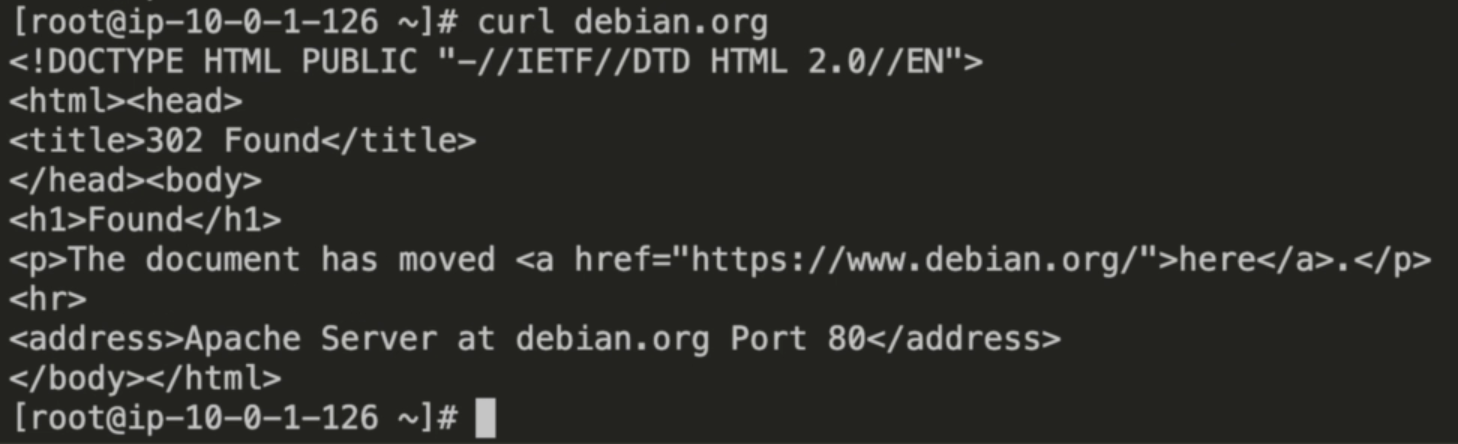 [root@ip-10-0-1-126 ~]# curl debian.org
<!DOCTYPE HTML PUBLIC "-//IETF//DTD HTML 2.0//EN">
<html><head>
<title>302 Found</title>
</head><body>
<h1>Found</h1>
<p>The document has moved <a href="https://www.debian.org/">here</a>.</p>
<hr>
<address>Apache Server at debian.org Port 80</address>
</body></html>
[root@ip-10-0-1-126 ~]#